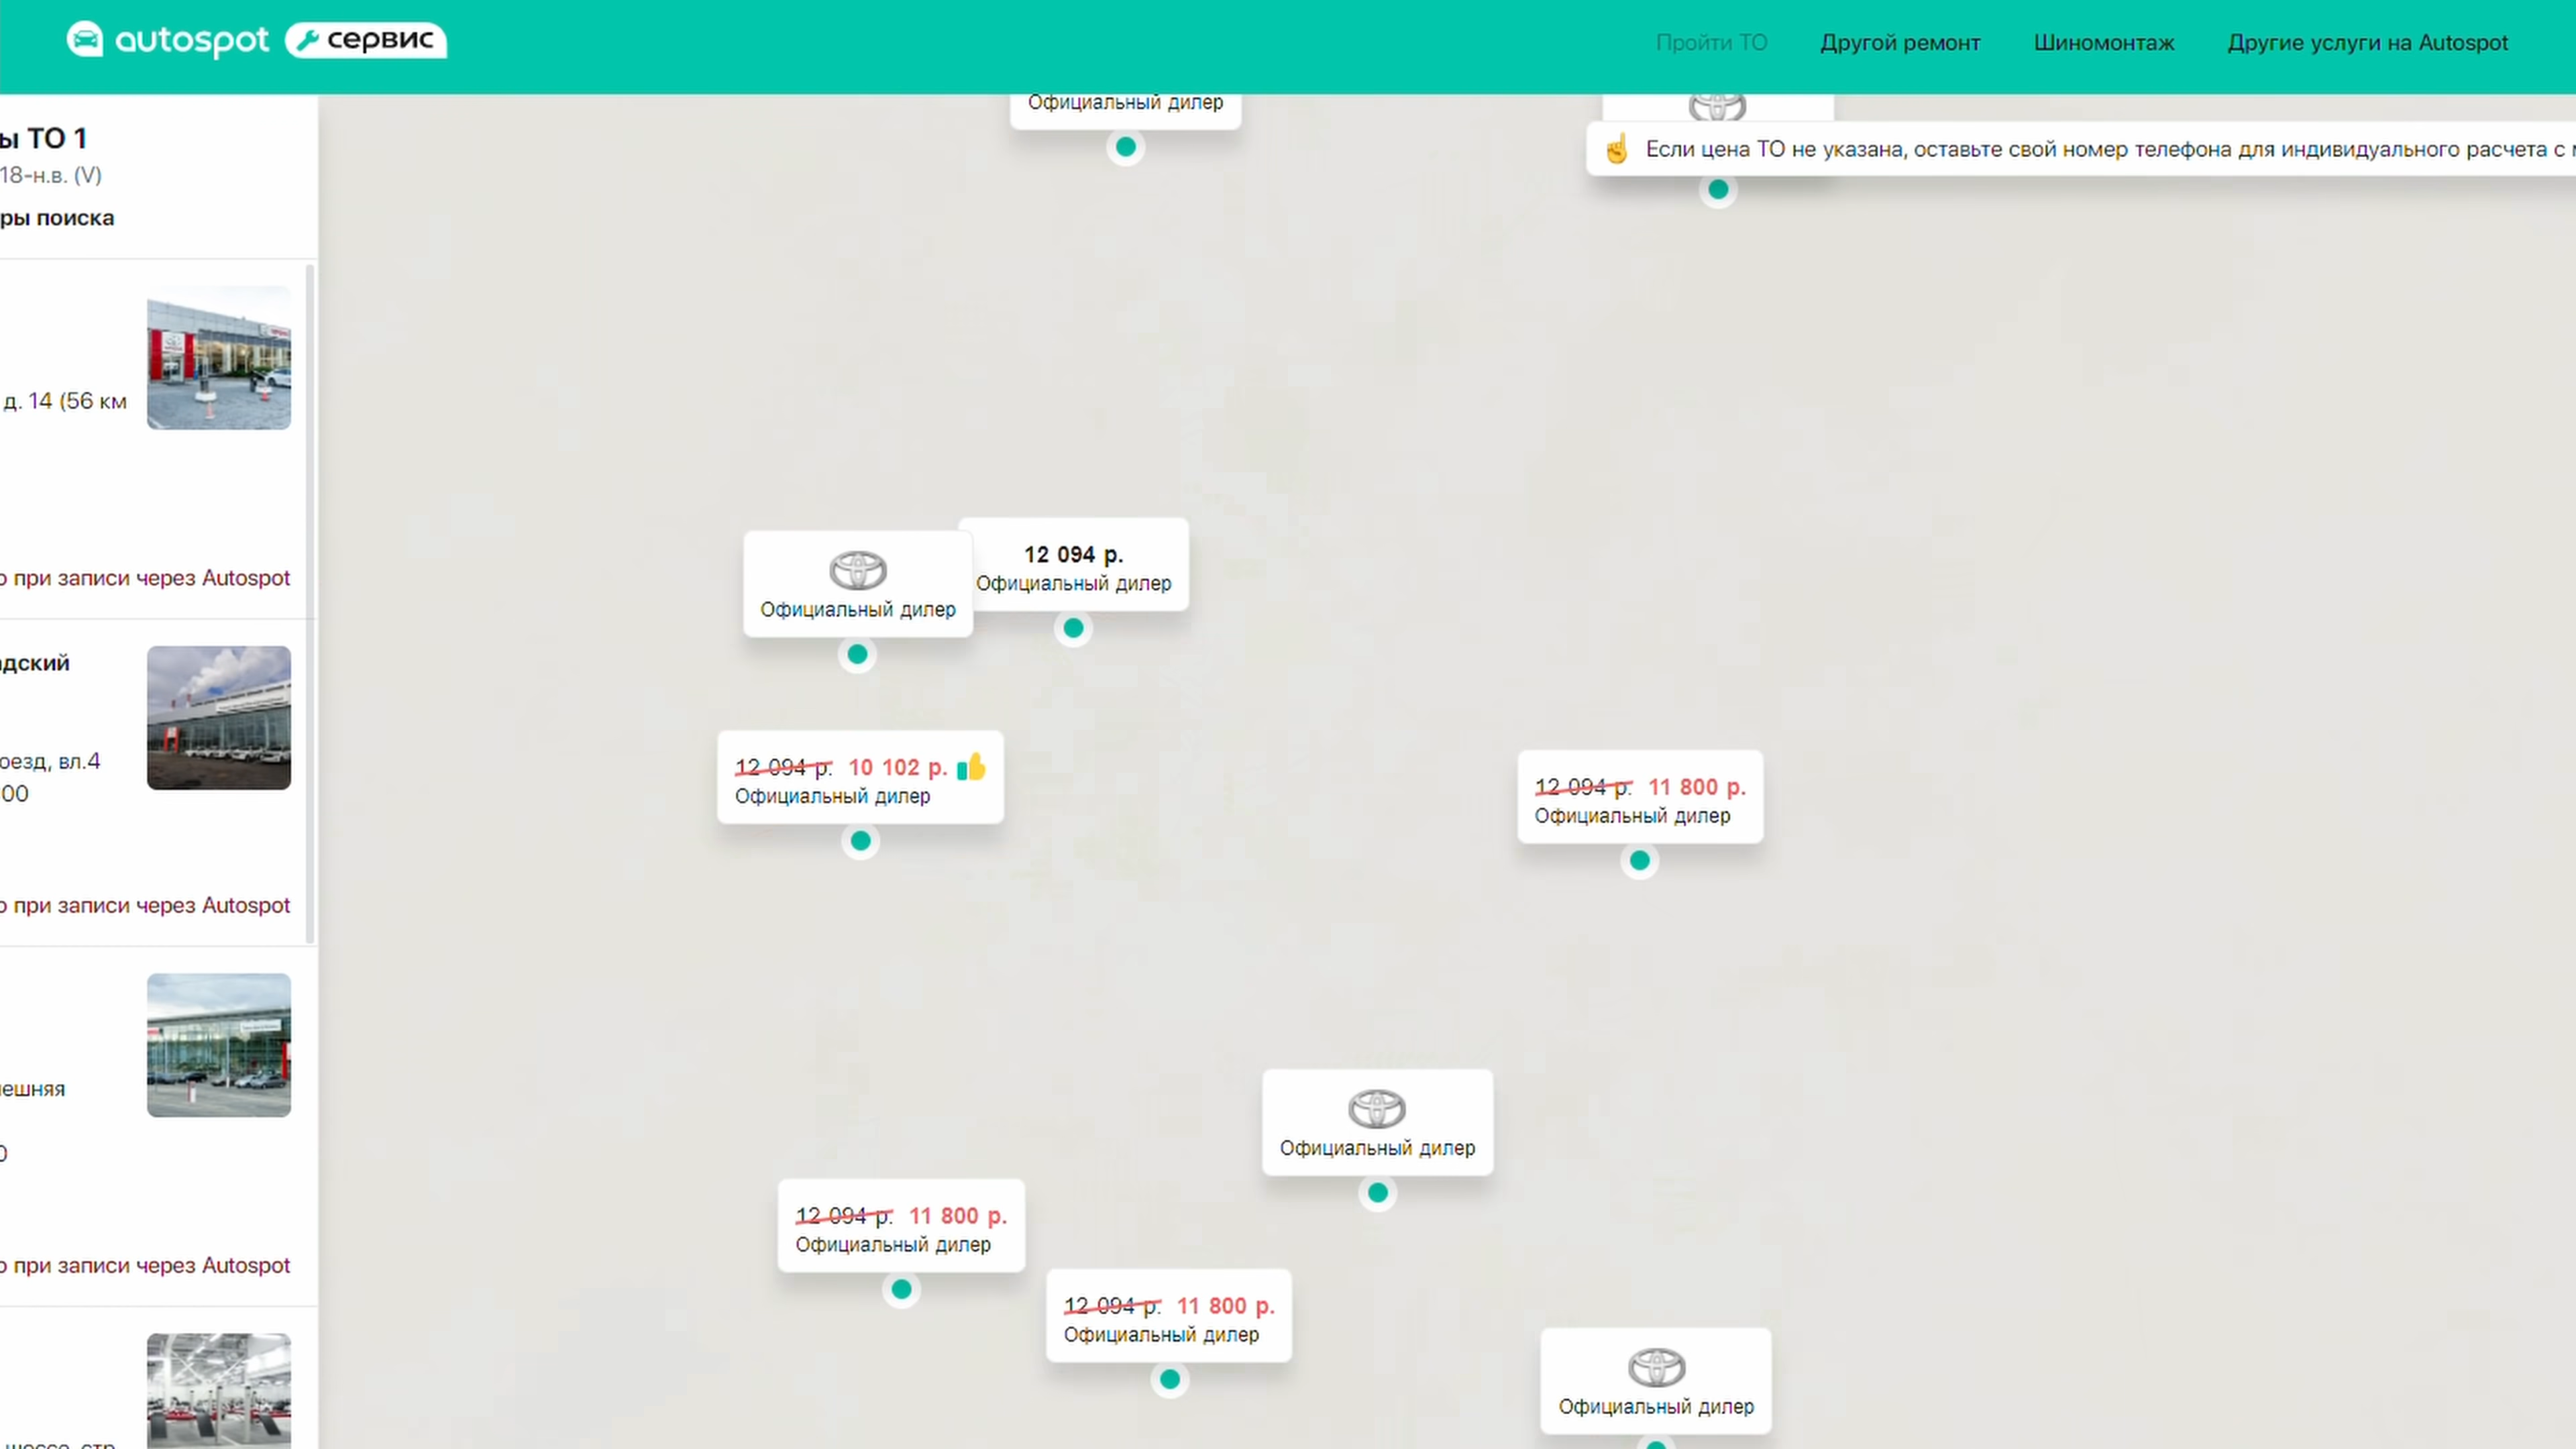 autospot сервис
Пройти ТО
Другой ремонт
Шиномонтаж
Другие услуги на Autospot
ы ТО 1
18-н.в. (V)
ры поиска
д. 14 (56 км
о при записи через Autospot
адский
оезд, вл.4
00
о при записи через Autospot
ешняя
0
о при записи через Autospot
Официальный дилер
Если цена ТО не указана, оставьте свой номер телефона для индивидуального расчета с
Официальный дилер
12 094 р.
Официальный дилер
12 094 р. 10 102 р.
Официальный дилер
12 094 р. 11 800 р.
Официальный дилер
Официальный дилер
12 094 р. 11 800 р.
Официальный дилер
12 094 р. 11 800 р.
Официальный дилер
Официальный дилер